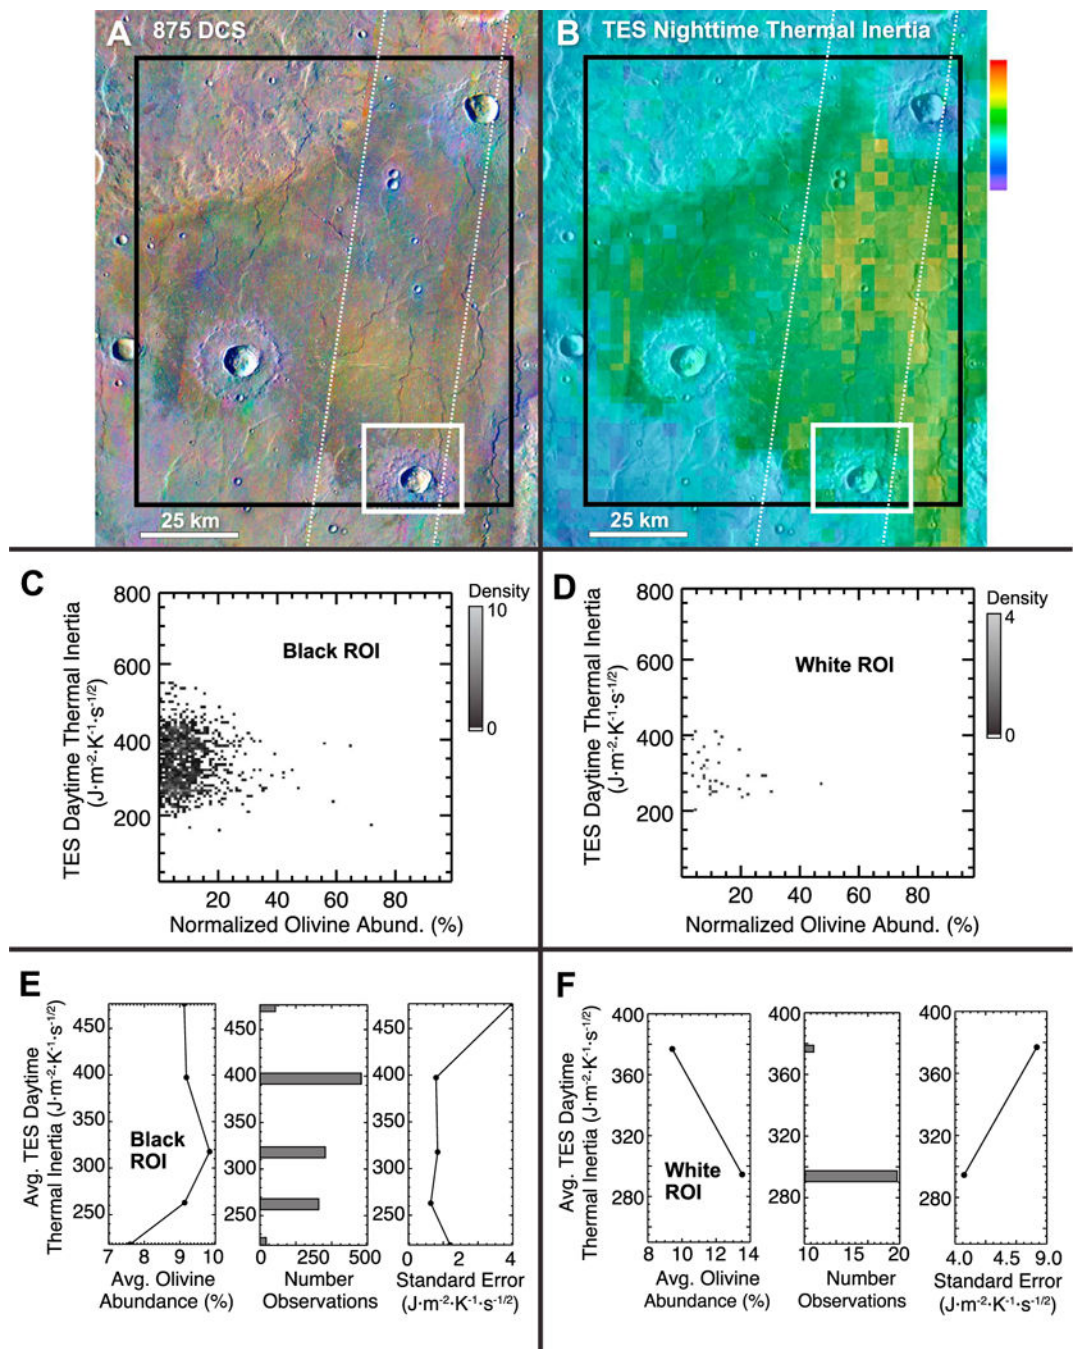 A 875 DCS
25 km
B TES Nighttime Thermal Inertia
25 km
C
TES Daytime Thermal Inertia
(J·m⁻²·K⁻¹·s⁻¹/²)
800
600
400
200
20 40 60 80
Normalized Olivine Abund. (%)
Black ROI
Density
10
0
D
TES Daytime Thermal Inertia
(J·m⁻²·K⁻¹·s⁻¹/²)
800
600
400
200
20 40 60 80
Normalized Olivine Abund. (%)
White ROI
Density
4
0
E
Avg. TES Daytime
Thermal Inertia (J·m⁻²·K⁻¹·s⁻¹/²)
450
400
350
300
250
Black
ROI
7 8 9 10
Avg. Olivine
Abundance (%)
450
400
350
300
250
0 250 500
Number
Observations
450
400
350
300
250
0 2 4
Standard Error
(J·m⁻²·K⁻¹·s⁻¹/²)
F
Avg. TES Daytime
Thermal Inertia (J·m⁻²·K⁻¹·s⁻¹/²)
400
360
320
280
White
ROI
8 10 12 14
Avg. Olivine
Abundance (%)
400
360
320
280
10 20
Number
Observations
400
360
320
280
4.0 4.5 9.0
Standard Error
(J·m⁻²·K⁻¹·s⁻¹/²)